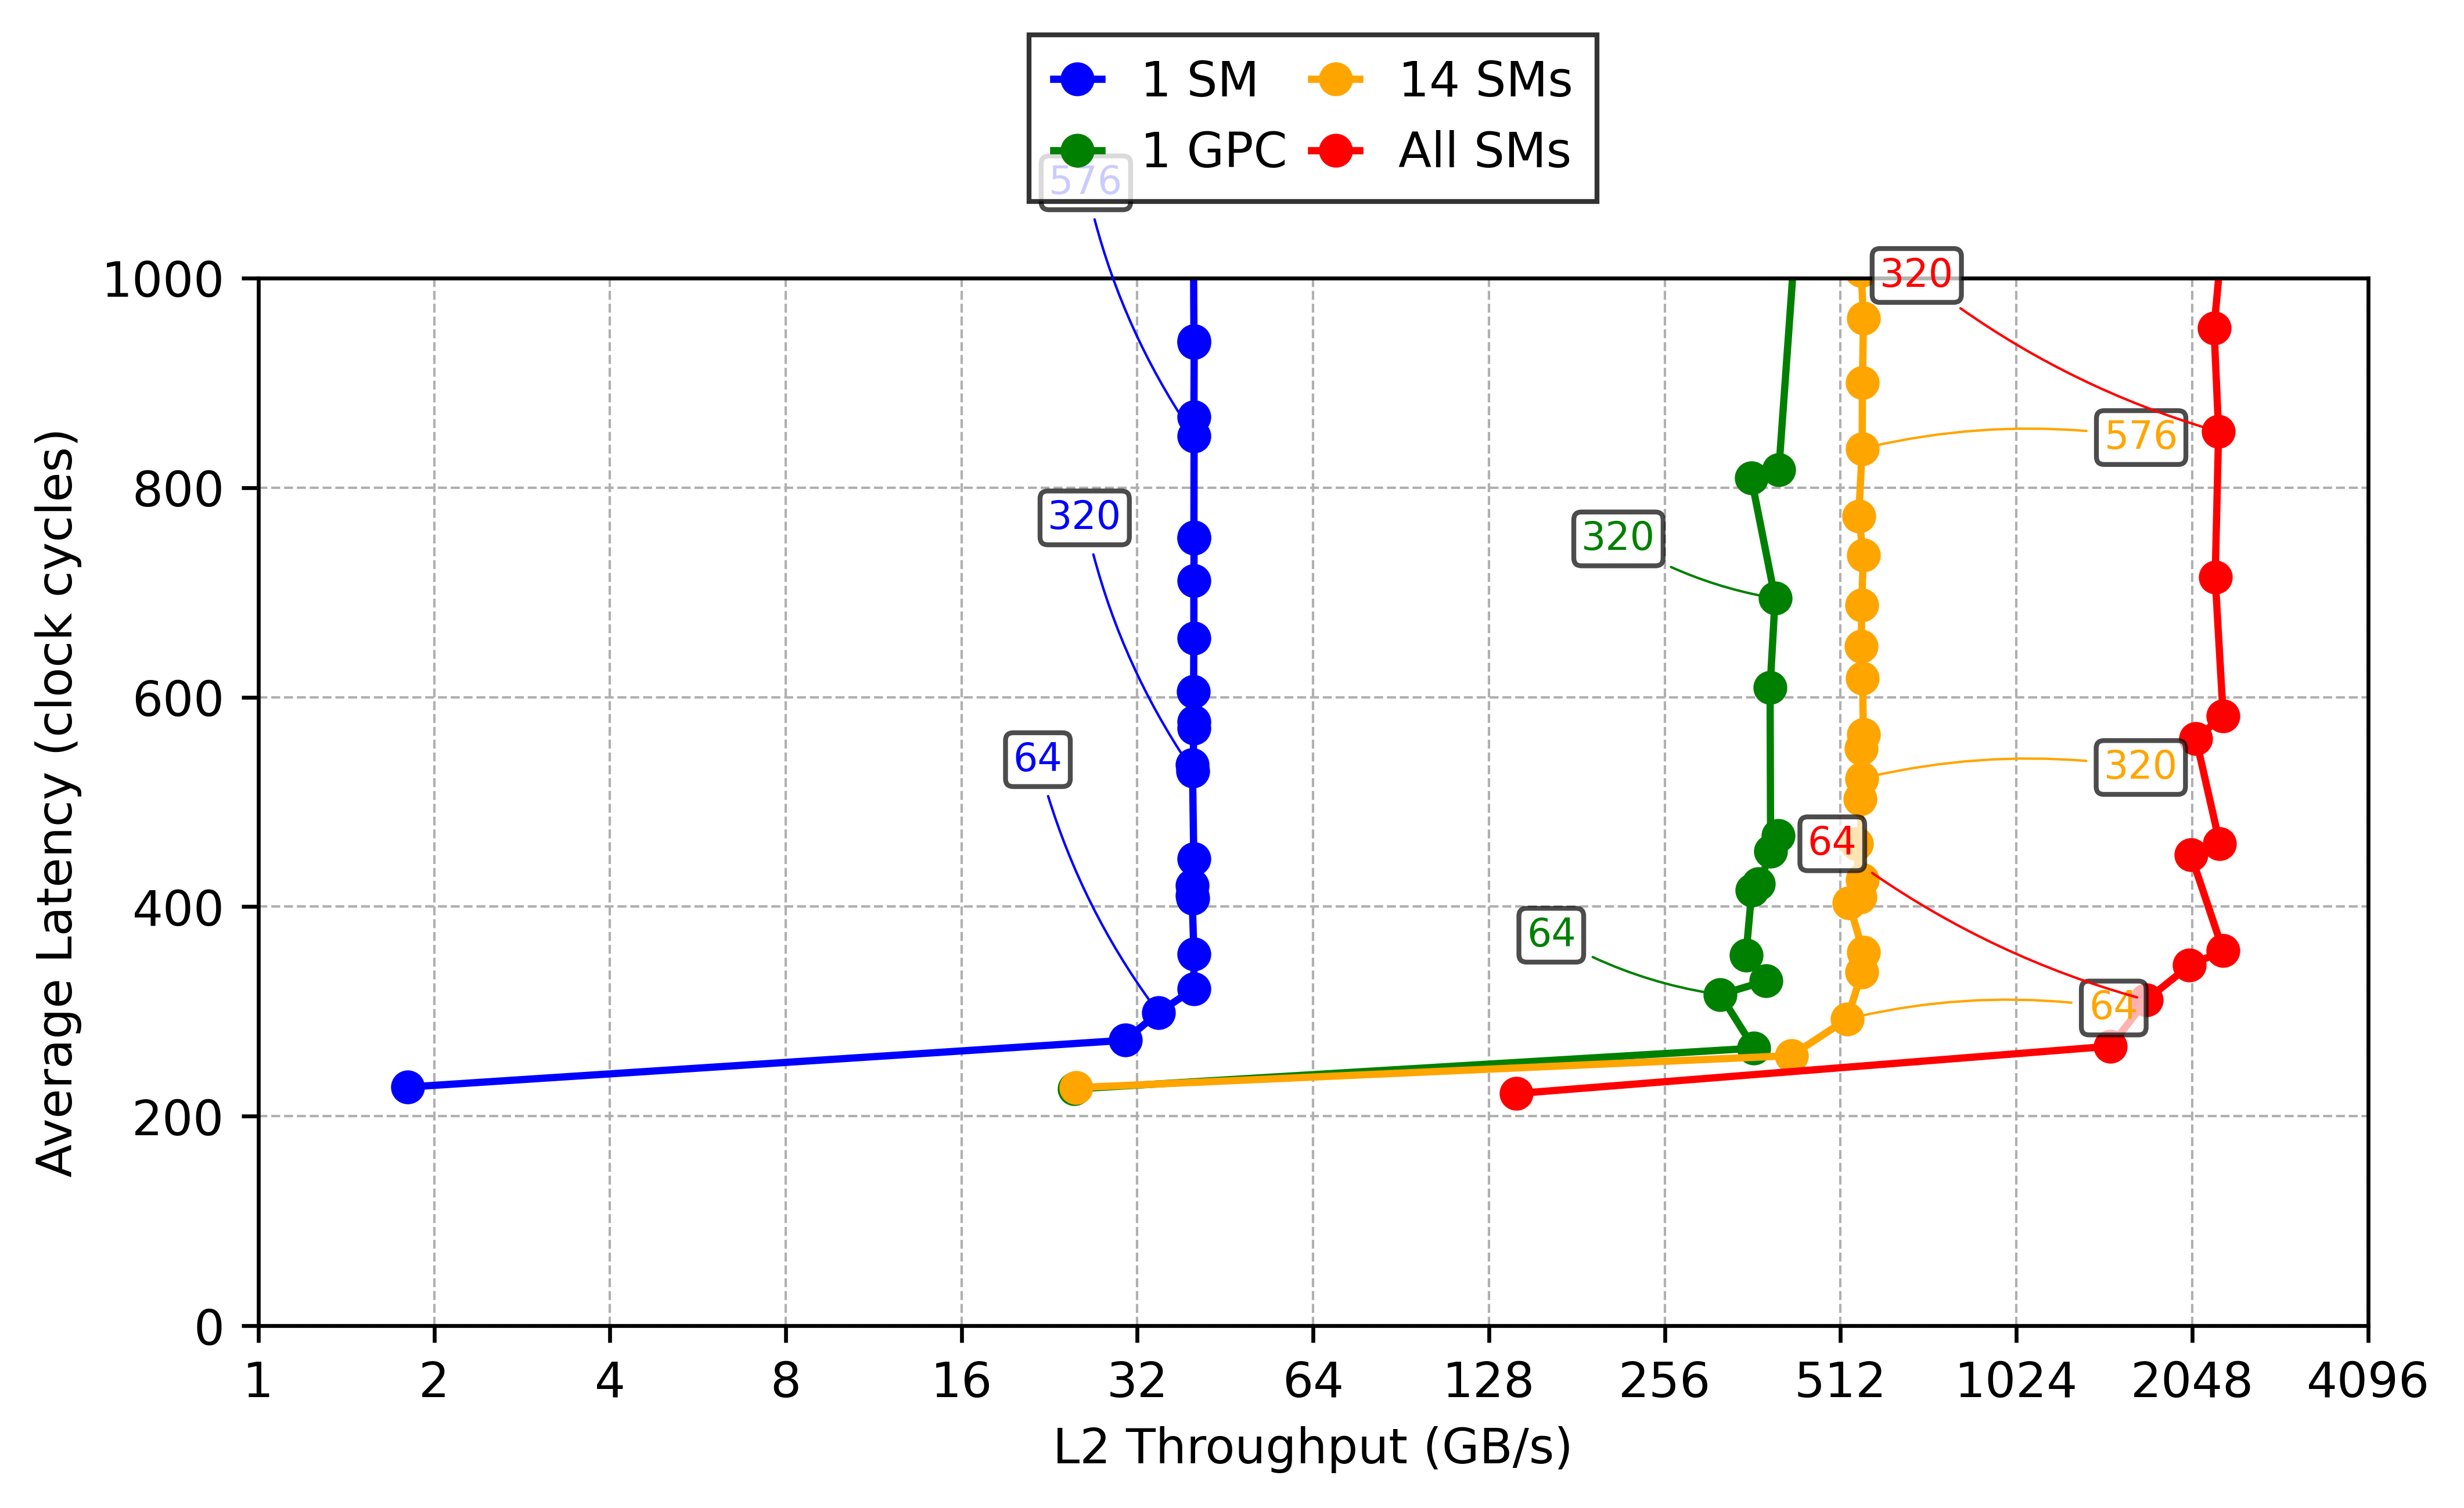 1 SM
14 SMs
1 GPC
All SMs
576
320
1000
576
800
320
320
64
600
320
64
64
400
64
200
0
Average Latency (clock cycles)
1 2 4 8 16 32 64 128 256 512 1024 2048 4096
L2 Throughput (GB/s)